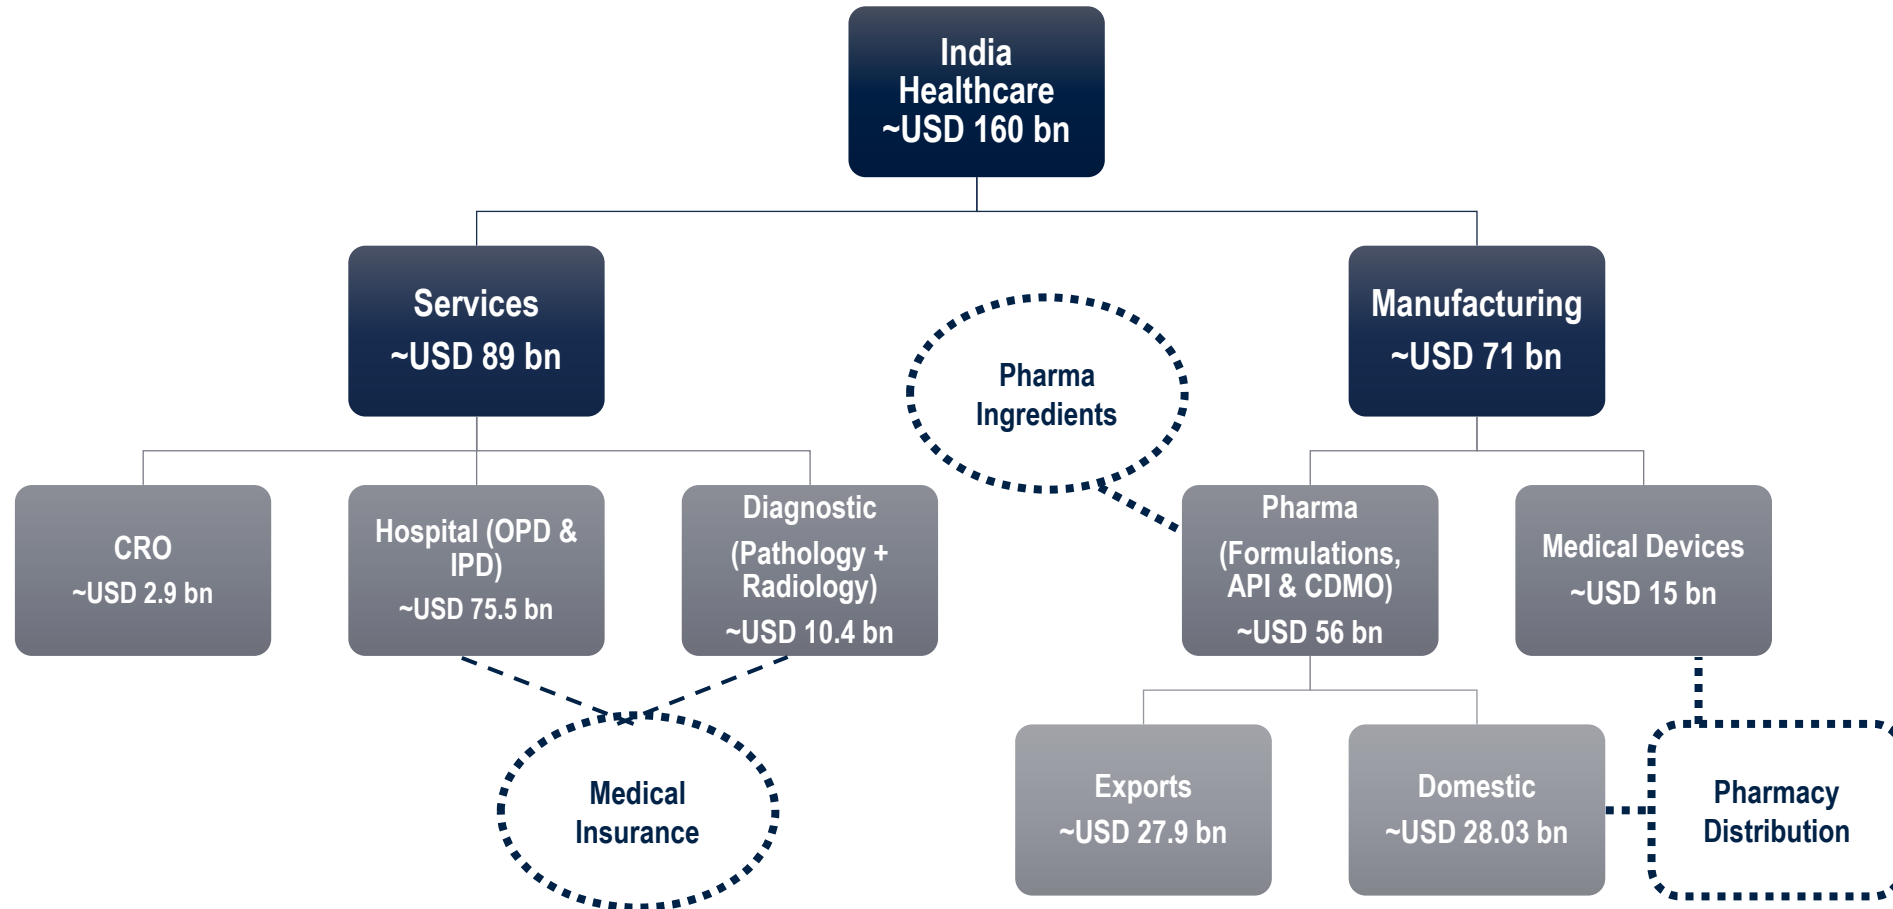 India
Healthcare
~USD 160 bn
Services
~USD 89 bn
Manufacturing
~USD 71 bn
Pharma
Ingredients
CRO
~USD 2.9 bn
Hospital (OPD &
IPD)
~USD 75.5 bn
Diagnostic
(Pathology +
Radiology)
~USD 10.4 bn
Pharma
(Formulations,
API & CDMO)
~USD 56 bn
Medical Devices
~USD 15 bn
Medical
Insurance
Exports
~USD 27.9 bn
Domestic
~USD 28.03 bn
Pharmacy
Distribution